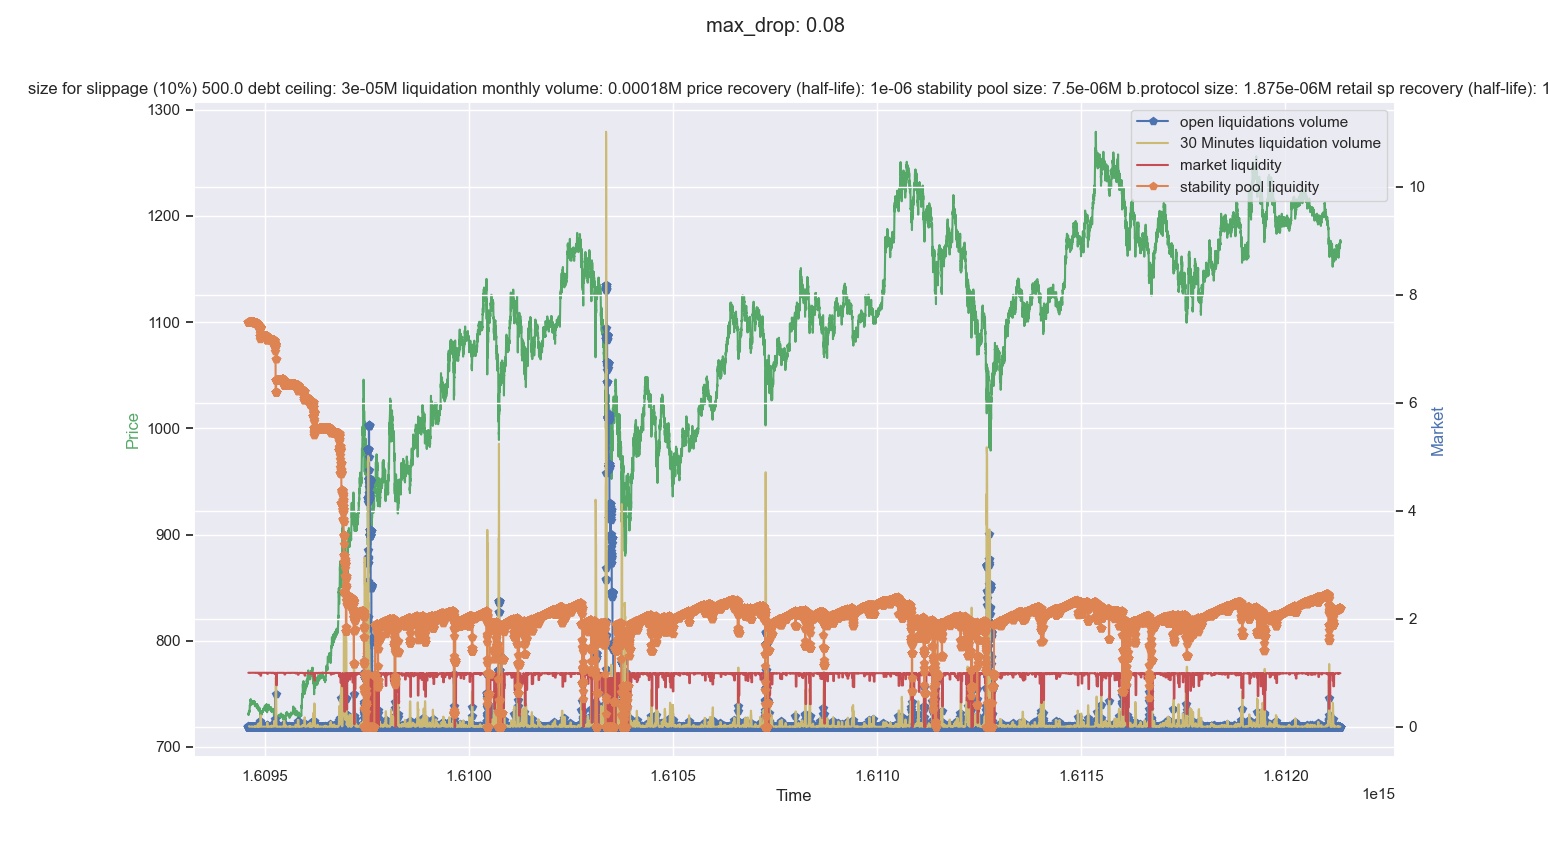 max_drop: 0.08
size for slippage (10%) 500.0 debt ceiling: 3e-05M liquidation monthly volume: 0.00018M price recovery (half-life): 1e-06 stability pool size: 7.5e-06M b.protocol size: 1.875e-06M retail sp recovery (half-life): 1
1300
1200
1100
1000
900
800
700
Price
open liquidations volume
30 Minutes liquidation volume
market liquidity
stability pool liquidity
10
8
6
4
2
0
Market
1.6095
1.6100
1.6105
1.6110
1.6115
1.6120
1e15
Time